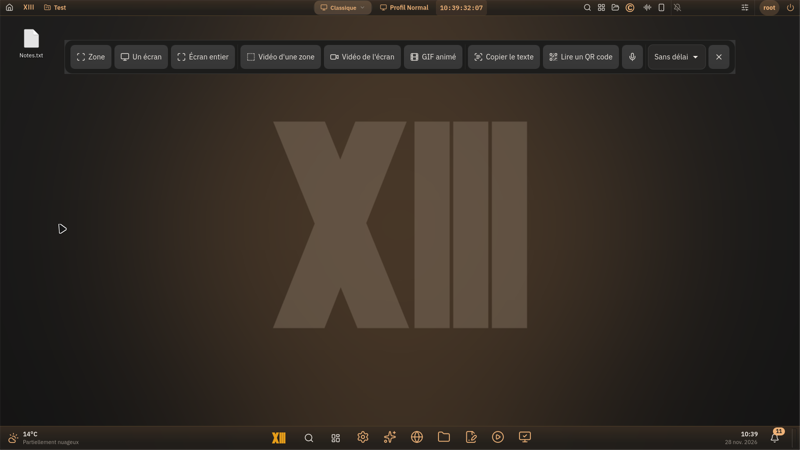 XIII
Test
Classique
Profil Normal
10:39:32:07
root
Notes.txt
Zone
Un écran
Écran entier
Vidéo d'une zone
Vidéo de l'écran
GIF animé
Copier le texte
Lire un QR code
Sans délai
XIII
14°C
Partiellement nuageux
XIII
10:39
28 nov. 2026
11